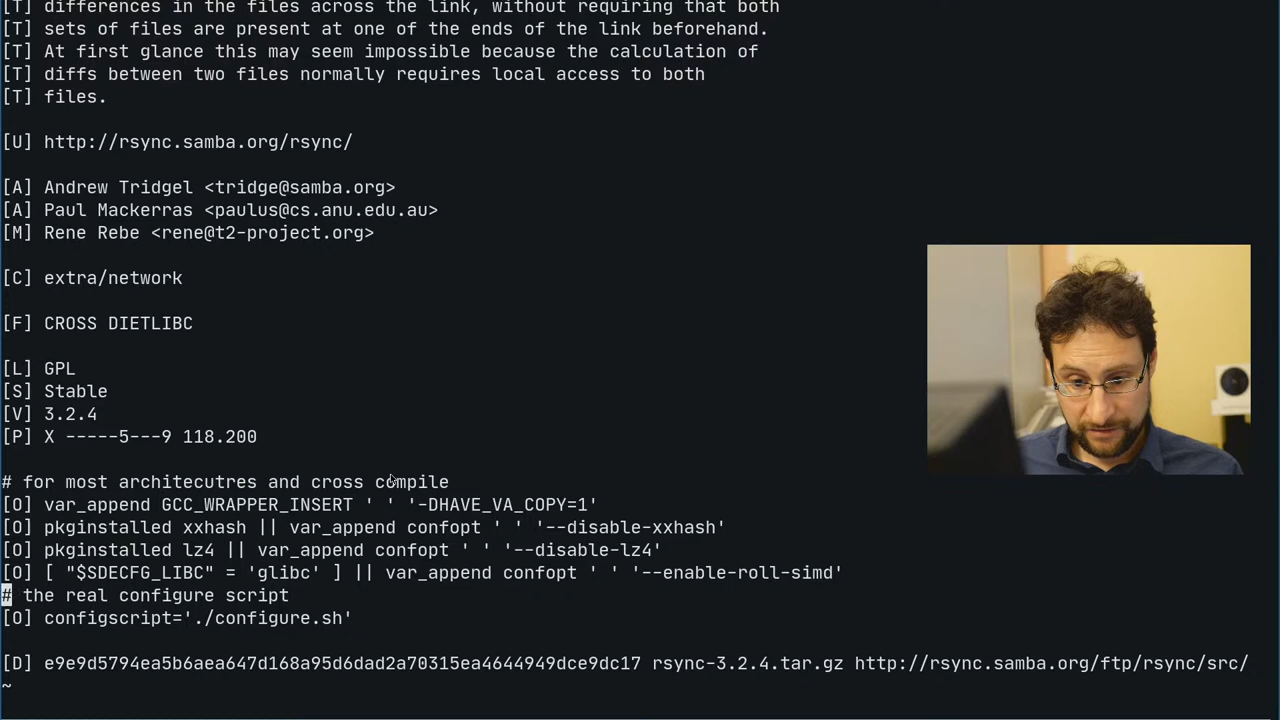 [T] differences in the files across the link, without requiring that both
[T] sets of files are present at one of the ends of the link beforehand.
[T] At first glance this may seem impossible because the calculation of
[T] diffs between two files normally requires local access to both
[T] files.
[U] http://rsync.samba.org/rsync/
[A] Andrew Tridgel <tridge@samba.org>
[A] Paul Mackerras <paulus@cs.anu.edu.au>
[M] Rene Rebe <rene@t2-project.org>
[C] extra/network
[F] CROSS DIETLIBC
[L] GPL
[S] Stable
[V] 3.2.4
[P] X -----5---9 118.200
# for most architecutres and cross compile
[O] var_append GCC_WRAPPER_INSERT ' ' '-DHAVE_VA_COPY=1'
[O] pkginstalled xxhash || var_append confopt ' ' '--disable-xxhash'
[O] pkginstalled lz4 || var_append confopt ' ' '--disable-lz4'
[O] [ "$SDECFG_LIBC" = 'glibc' ] || var_append confopt ' ' '--enable-roll-simd'
# the real configure script
[O] configscript='./configure.sh'
[D] e9e9d5794ea5b6aea647d168a95d6dad2a70315ea4644949dce9dc17 rsync-3.2.4.tar.gz http://rsync.samba.org/ftp/rsync/src/
~